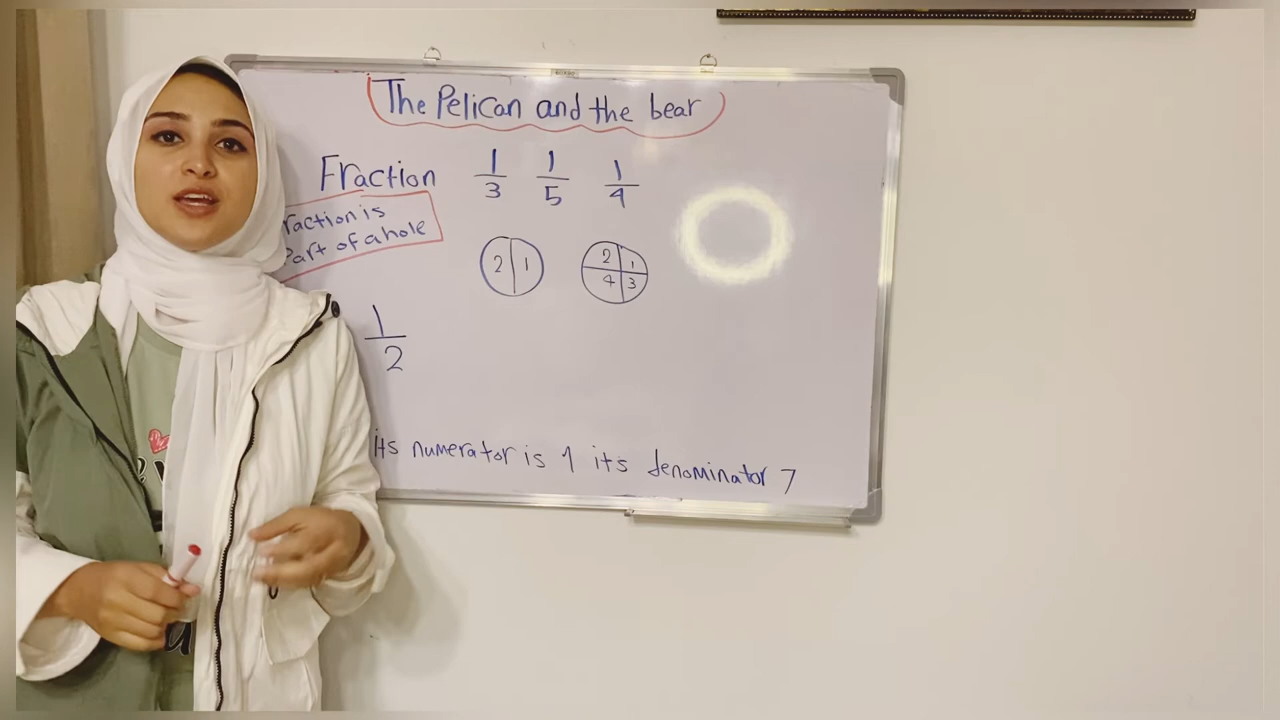 The Pelican and the bear
Fraction 1/3 1/5 1/4
raction is
Part of a hole
2 1
2 1
4 3
1/2
its numerator is 1 its denominator 7